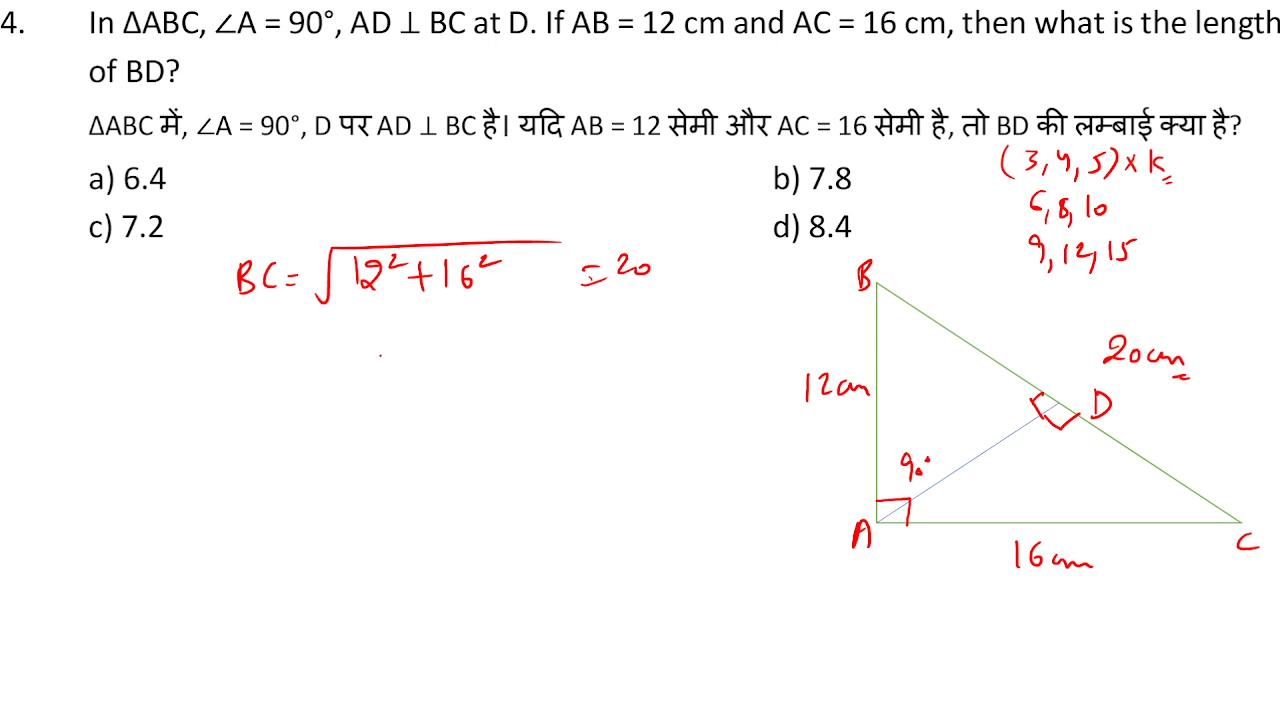 4. In ΔABC, ∠A = 90°, AD ⊥ BC at D. If AB = 12 cm and AC = 16 cm, then what is the length
of BD?
ΔABC में, ∠A = 90°, D पर AD ⊥ BC है। यदि AB = 12 सेमी और AC = 16 सेमी है, तो BD की लम्बाई क्या है?
(3, 4, 5) × k
a) 6.4 b) 7.8
6, 8, 10
c) 7.2 d) 8.4
9, 12, 15
BC = √12² + 16² = 20
B
20cm
12cm
D
90°
A
C
16cm